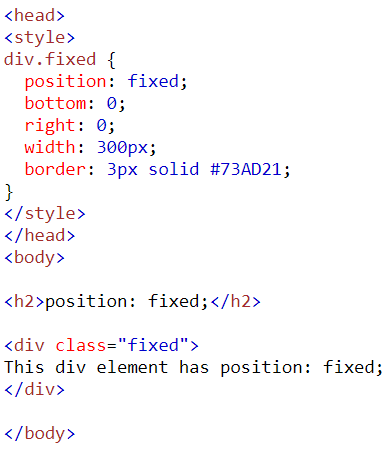 <head>
<style>
div.fixed {
  position: fixed;
  bottom: 0;
  right: 0;
  width: 300px;
  border: 3px solid #73AD21;
}
</style>
</head>
<body>

<h2>position: fixed;</h2>

<div class="fixed">
This div element has position: fixed;
</div>

</body>